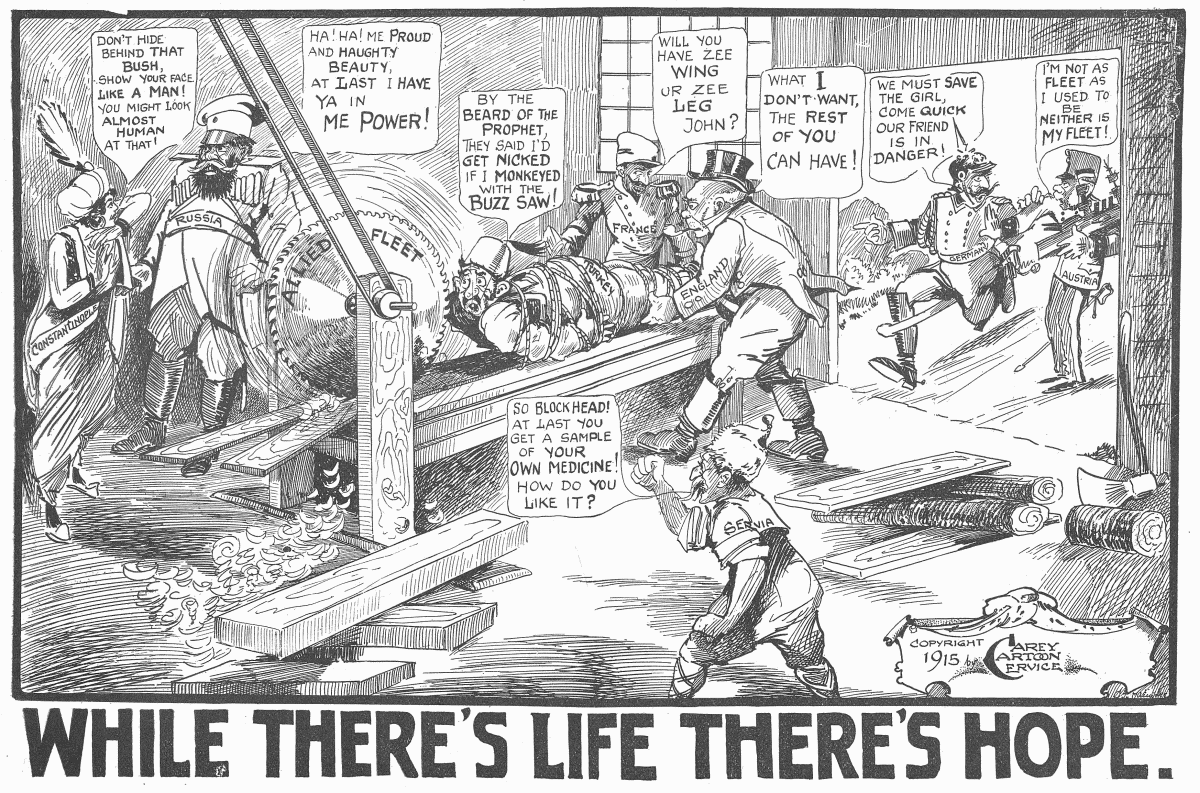 DON'T HIDE
BEHIND THAT
BUSH,
SHOW YOUR FACE
LIKE A MAN!
YOU MIGHT LOOK
ALMOST
HUMAN
AT THAT!
HA! HA! ME PROUD
AND HAUGHTY
BEAUTY,
AT LAST I HAVE
YA IN
ME POWER!
BY THE
BEARD OF THE
PROPHET,
THEY SAID I'D
GET NICKED
IF I MONKEYED
WITH THE
BUZZ SAW!
WILL YOU
HAVE ZEE
WING
UR ZEE
LEG
JOHN?
WHAT I
DON'T WANT,
THE REST
OF YOU
CAN HAVE!
WE MUST SAVE
THE GIRL,
COME QUICK
OUR FRIEND
IS IN
DANGER!
I'M NOT AS
FLEET AS
I USED TO
BE
NEITHER IS
MY FLEET!
CONSTANTINOPLE
RUSSIA
ALLIED FLEET
TURKEY
FRANCE
ENGLAND
GERMANY
AUSTRIA
SO BLOCKHEAD!
AT LAST YOU
GET A SAMPLE
OF YOUR
OWN MEDICINE!
HOW DO YOU
LIKE IT?
SERVIA
COPYRIGHT
1915 by CAREY
CARTOON
SERVICE
WHILE THERE'S LIFE THERE'S HOPE.